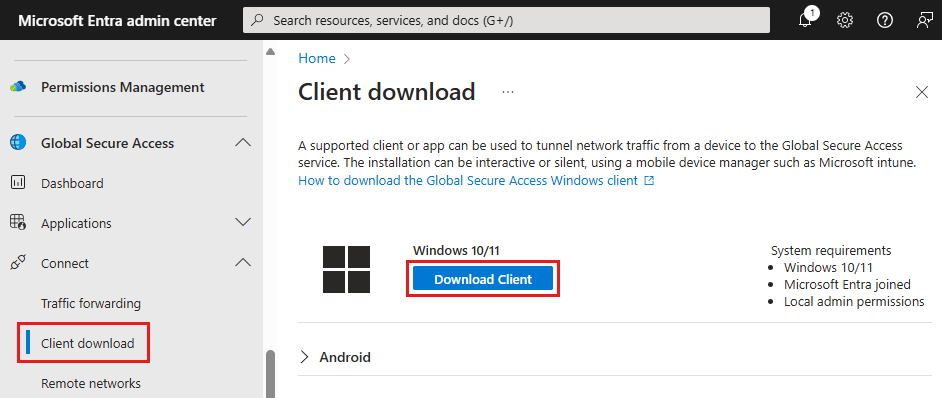 Microsoft Entra admin center
Search resources, services, and docs (G+/)
1
Permissions Management
Global Secure Access
Dashboard
Applications
Connect
Traffic forwarding
Client download
Remote networks
Home
Client download
A supported client or app can be used to tunnel network traffic from a device to the Global Secure Access
service. The installation can be interactive or silent, using a mobile device manager such as Microsoft intune.
How to download the Global Secure Access Windows client
Windows 10/11
Download Client
System requirements
• Windows 10/11
• Microsoft Entra joined
• Local admin permissions
Android